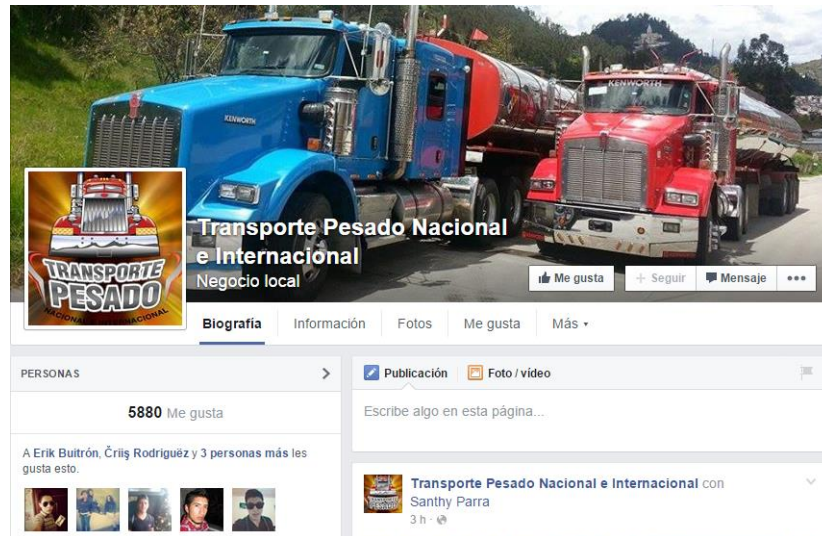 KENWORTH
KENWORTH
TRANSPORTE
PESADO
NACIONAL E INTERNACIONAL
Transporte Pesado Nacional
e Internacional
Negocio local
Me gusta
+ Seguir
Mensaje
Biografía
Información
Fotos
Me gusta
Más
PERSONAS
5880 Me gusta
A Erik Buitrón, Čriiş Rodriguëz y 3 personas más les
gusta esto.
Publicación
Foto / vídeo
Escribe algo en esta página...
TRANSPORTE
PESADO
Transporte Pesado Nacional e Internacional con
Santhy Parra
3 h ·